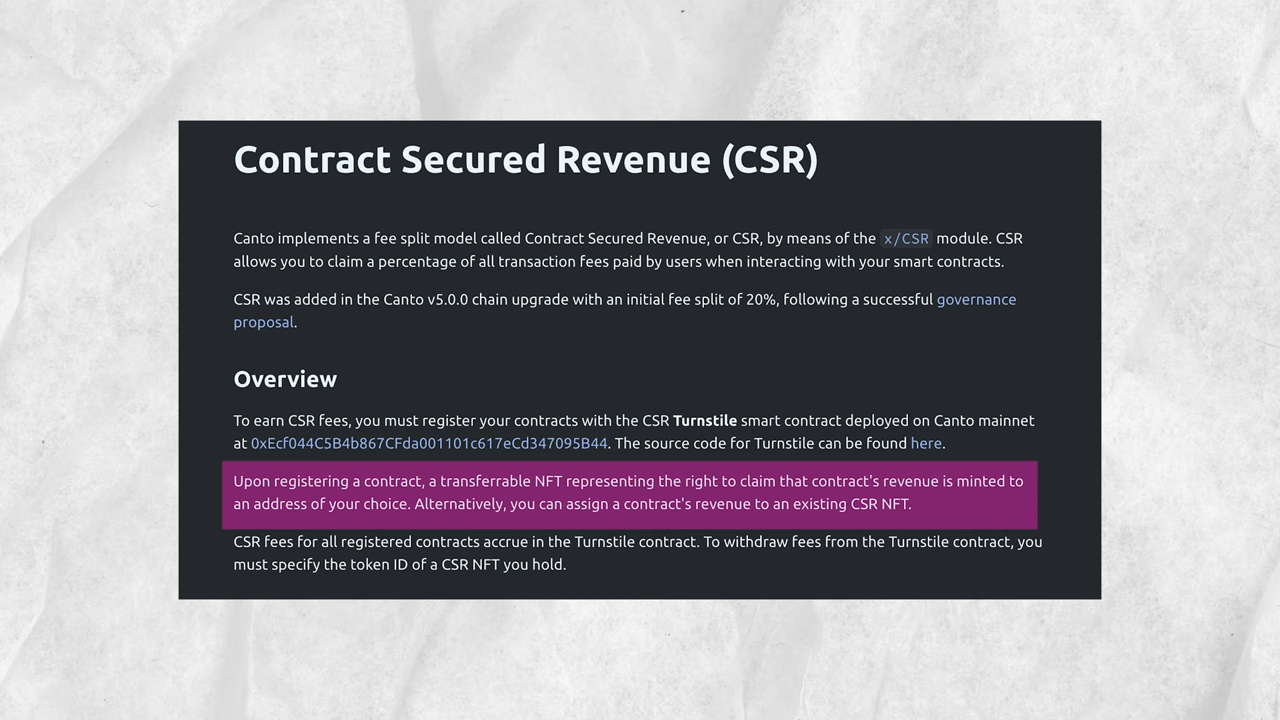 Contract Secured Revenue (CSR)
Canto implements a fee split model called Contract Secured Revenue, or CSR, by means of the x/CSR module. CSR
allows you to claim a percentage of all transaction fees paid by users when interacting with your smart contracts.
CSR was added in the Canto v5.0.0 chain upgrade with an initial fee split of 20%, following a successful governance
proposal.
Overview
To earn CSR fees, you must register your contracts with the CSR Turnstile smart contract deployed on Canto mainnet
at 0xEcf044C5B4b867CFda001101c617eCd347095B44. The source code for Turnstile can be found here.
Upon registering a contract, a transferrable NFT representing the right to claim that contract's revenue is minted to
an address of your choice. Alternatively, you can assign a contract's revenue to an existing CSR NFT.
CSR fees for all registered contracts accrue in the Turnstile contract. To withdraw fees from the Turnstile contract, you
must specify the token ID of a CSR NFT you hold.